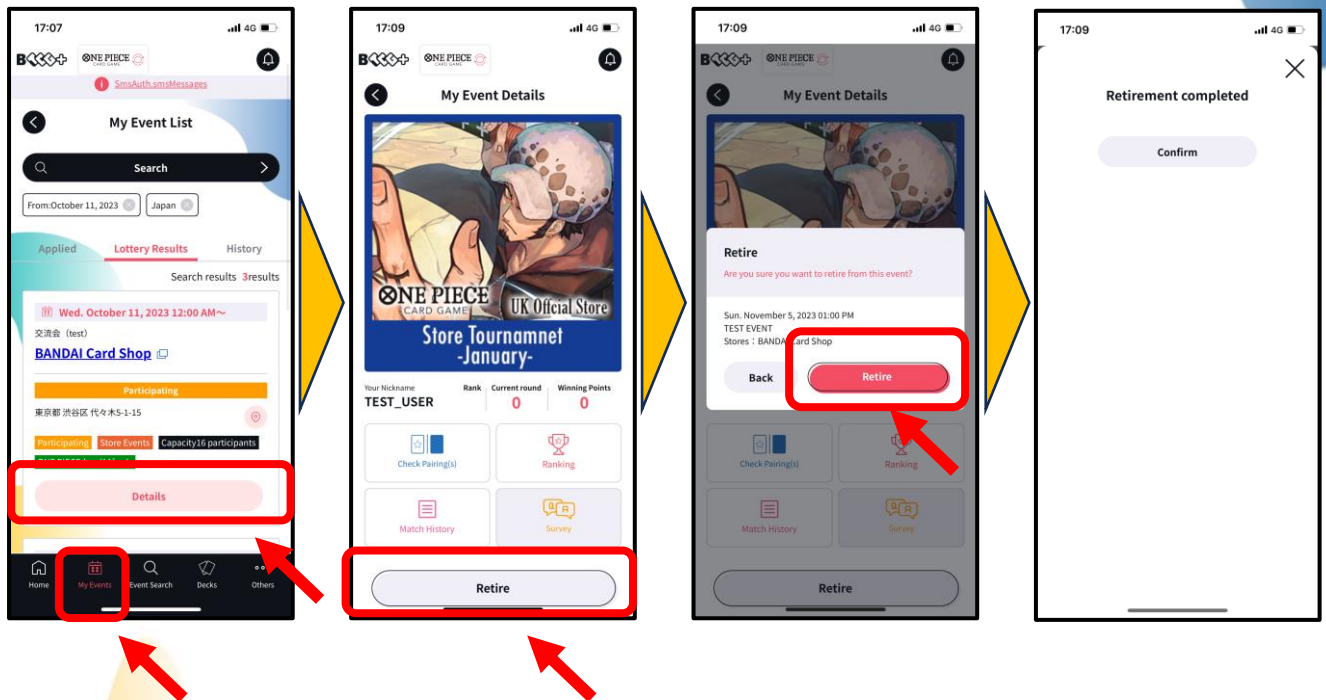 17:07
4G
ONE PIECE
CARD GAME
SmsAuth.smsMessages
My Event List
Search
From:October 11, 2023
Japan
Applied
Lottery Results
History
Search results 3results
Wed. October 11, 2023 12:00 AM~
交流会（test）
BANDAI Card Shop
Participating
東京都 渋谷区 代々木5-1-15
Participating
Store Events
Capacity16 participants
Details
Home
My Events
Event Search
Decks
Others
17:09
4G
ONE PIECE
CARD GAME
My Event Details
ONE PIECE
CARD GAME
UK Offcial Store
Store Tournamnet
-January-
Your Nickname
Rank
Current round
Winning Points
TEST_USER
0
0
Check Pairing(s)
Ranking
Match History
Survey
Retire
17:09
4G
ONE PIECE
CARD GAME
My Event Details
Retire
Are you sure you want to retire from this event?
Sun. November 5, 2023 01:00 PM
TEST EVENT
Stores：BANDAI Card Shop
Back
Retire
Check Pairing(s)
Ranking
Match History
Survey
Retire
17:09
4G
Retirement completed
Confirm